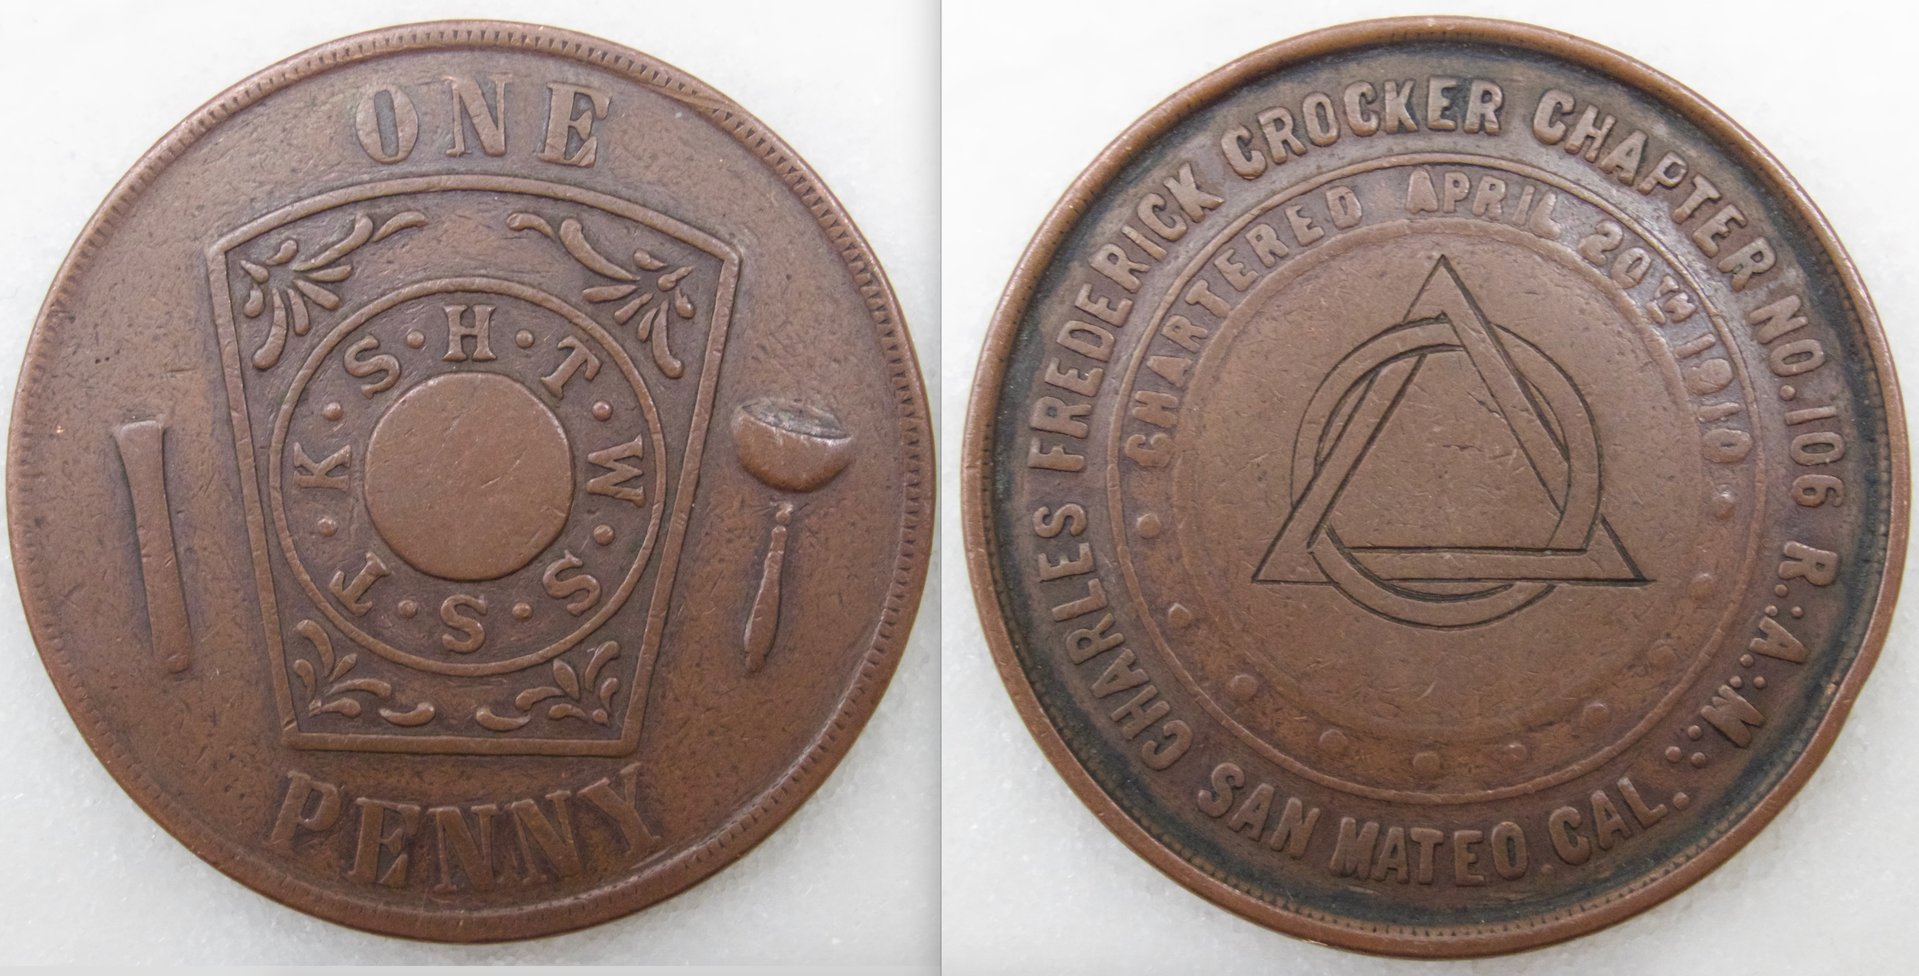 ONE
H·T·W·S·S·T·K·S·
PENNY
CHARLES FREDERICK CROCKER CHAPTER NO. 106 R∴A∴M∴
SAN MATEO CAL.
CHARTERED APRIL 20TH 1910